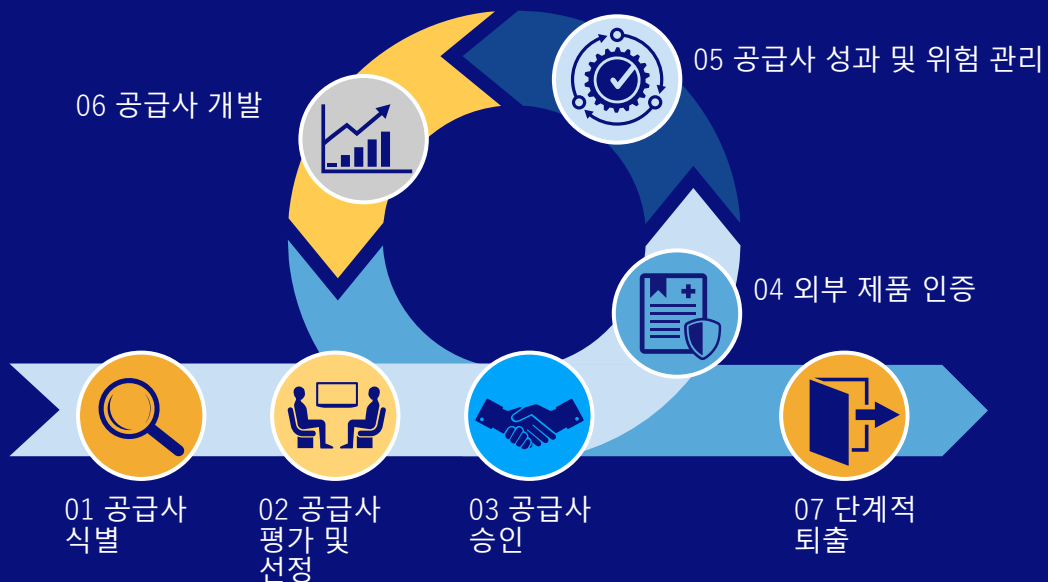 05 공급사 성과 및 위험 관리
06 공급사 개발
04 외부 제품 인증
01 공급사
식별
02 공급사
평가 및
선정
03 공급사
승인
07 단계적
퇴출